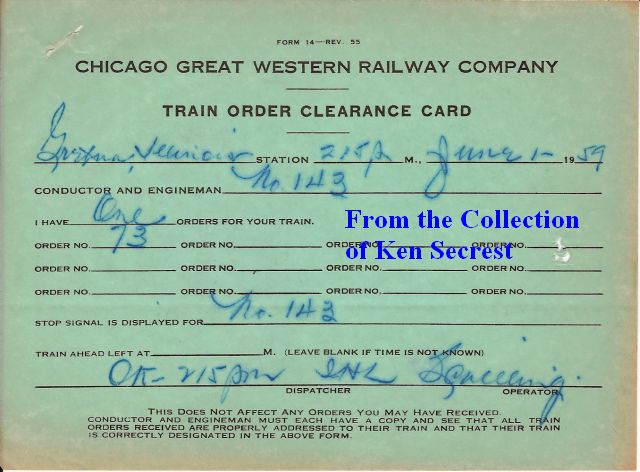 FORM 14—REV. 55
CHICAGO GREAT WESTERN RAILWAY COMPANY
TRAIN ORDER CLEARANCE CARD
Gretna, Illinois STATION 215 P M., June 1- 1959
CONDUCTOR AND ENGINEMAN No. 143
I HAVE One ORDERS FOR YOUR TRAIN.
ORDER NO. 73 ORDER NO. ORDER NO. ORDER NO.
ORDER NO. ORDER NO. ORDER NO. ORDER NO.
ORDER NO. ORDER NO. ORDER NO. ORDER NO.
From the Collection
of Ken Secrest
STOP SIGNAL IS DISPLAYED FOR No. 143
TRAIN AHEAD LEFT AT M. (LEAVE BLANK IF TIME IS NOT KNOWN)
OK- 215 pm
DISPATCHER OPERATOR
THIS DOES NOT AFFECT ANY ORDERS YOU MAY HAVE RECEIVED.
CONDUCTOR AND ENGINEMAN MUST EACH HAVE A COPY AND SEE THAT ALL TRAIN
ORDERS RECEIVED ARE PROPERLY ADDRESSED TO THEIR TRAIN AND THAT THEIR TRAIN
IS CORRECTLY DESIGNATED IN THE ABOVE FORM.